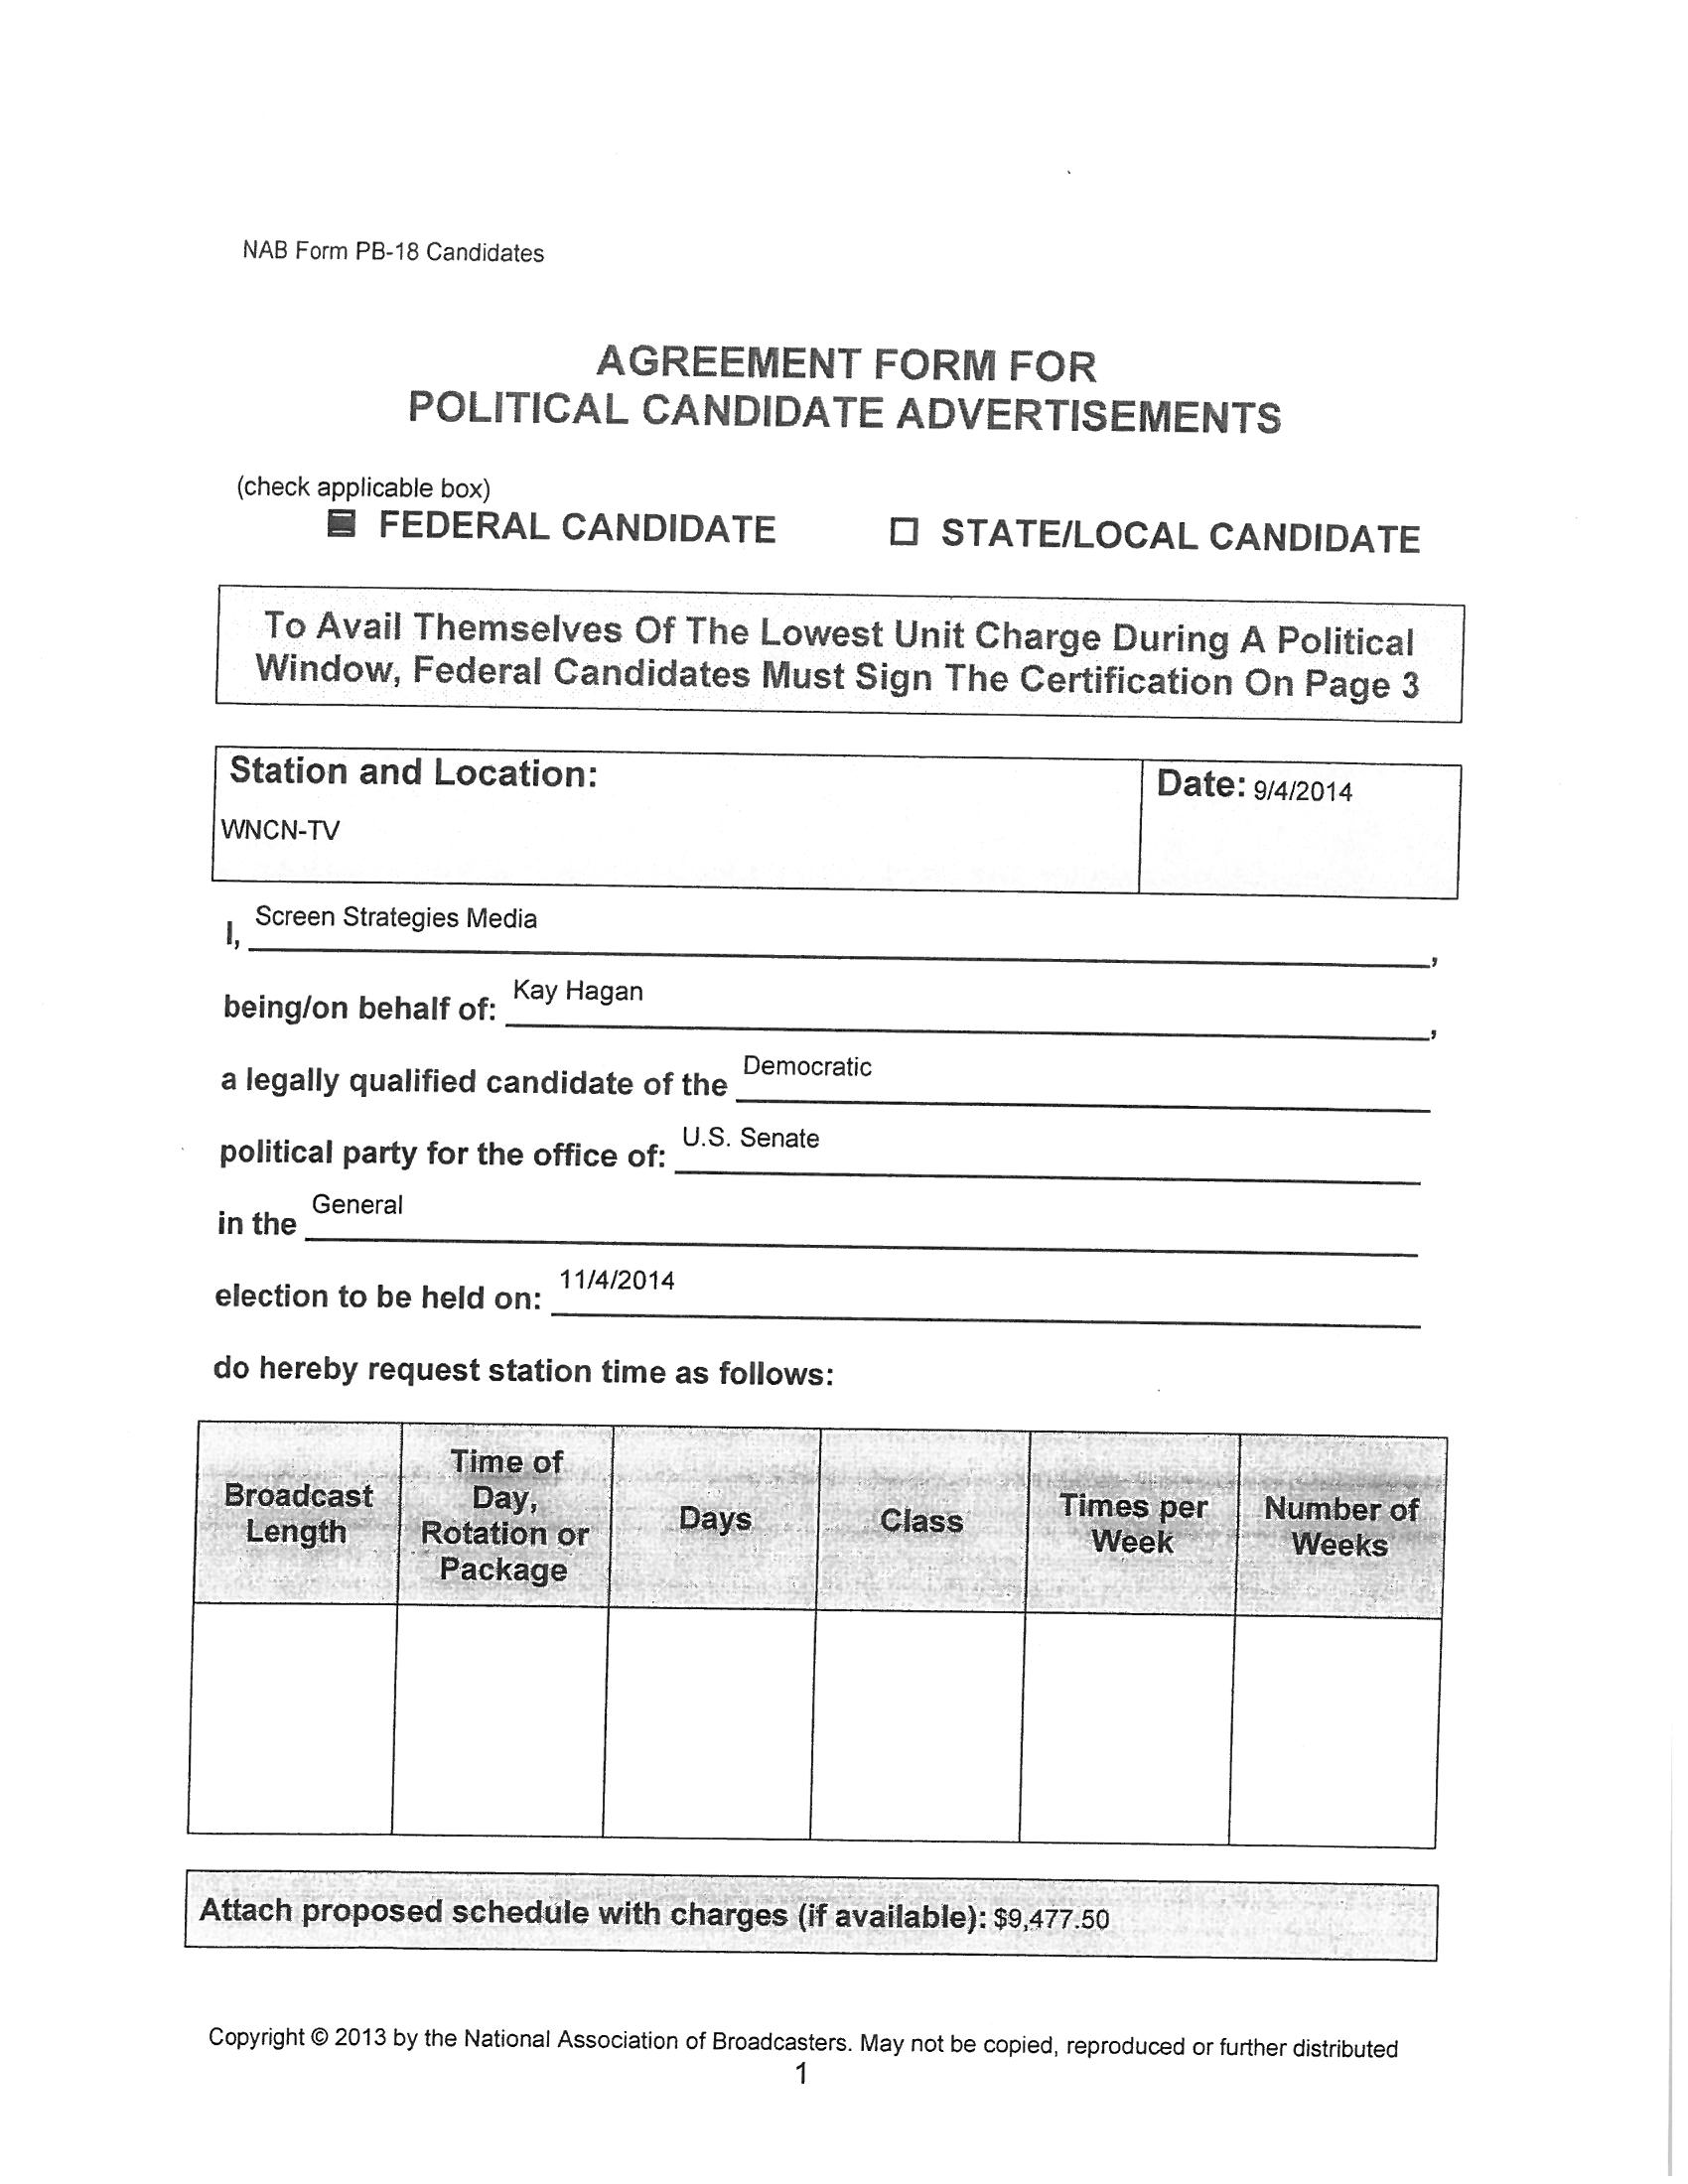 NAB Form PB-18 Candidates
AGREEMENT FORM FOR
POLITICAL CANDIDATE ADVERTISEMENTS
(check applicable box)
FEDERAL CANDIDATE STATE/LOCAL CANDIDATE
To Avail Themselves Of The Lowest Unit Charge During A Political
Window, Federal Candidates Must Sign The Certification On Page 3
Station and Location: Date: 9/4/2014
WNCN-TV
I, Screen Strategies Media,
being/on behalf of: Kay Hagan,
a legally qualified candidate of the Democratic
political party for the office of: U.S. Senate
in the General
election to be held on: 11/4/2014
do hereby request station time as follows:
Broadcast
Length
Time of
Day,
Rotation or
Package
Days
Class
Times per
Week
Number of
Weeks
Attach proposed schedule with charges (if available): $9,477.50
Copyright © 2013 by the National Association of Broadcasters. May not be copied, reproduced or further distributed
1